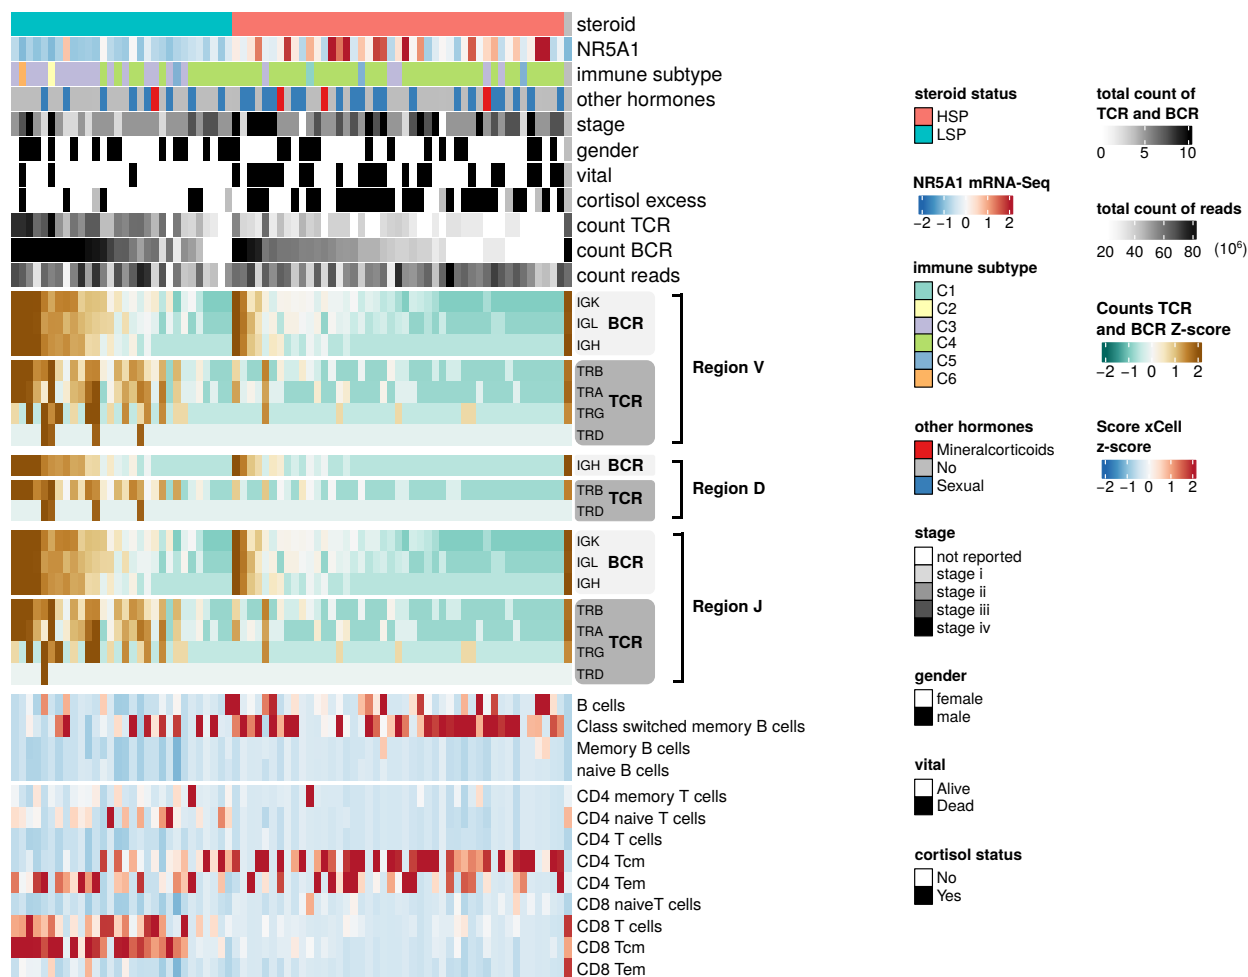 steroid
NR5A1
immune subtype
other hormones
stage
gender
vital
cortisol excess
count TCR
count BCR
count reads
IGK
IGL
IGH
BCR
TRB
TRA
TRG
TRD
TCR
Region V
IGH BCR
TRB
TRD
TCR
Region D
IGK
IGL
IGH
BCR
TRB
TRA
TRG
TRD
TCR
Region J
B cells
Class switched memory B cells
Memory B cells
naive B cells
CD4 memory T cells
CD4 naive T cells
CD4 T cells
CD4 Tcm
CD4 Tem
CD8 naiveT cells
CD8 T cells
CD8 Tcm
CD8 Tem
steroid status
HSP
LSP
NR5A1 mRNA-Seq
−2 −1 0 1 2
immune subtype
C1
C2
C3
C4
C5
C6
other hormones
Mineralcorticoids
No
Sexual
stage
not reported
stage i
stage ii
stage iii
stage iv
gender
female
male
vital
Alive
Dead
cortisol status
No
Yes
total count of
TCR and BCR
0 5 10
total count of reads
20 40 60 80 (10⁶)
Counts TCR
and BCR Z-score
−2 −1 0 1 2
Score xCell
z-score
−2 −1 0 1 2